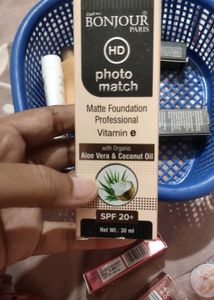 BONJOUR
PARIS
HD
photo
match
Matte Foundation
Professional
Vitamin e
with Organic
Aloe Vera & Coconut Oil
SPF 20+
Net Wt. 30 ml